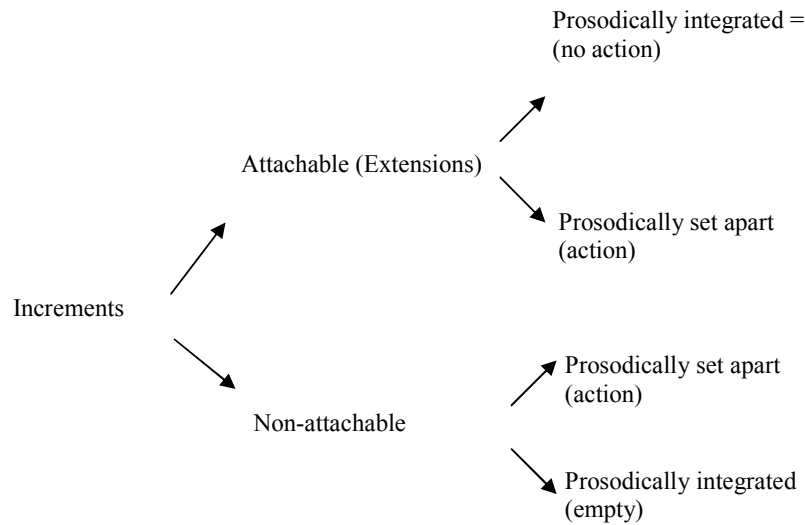 Prosodically integrated =
(no action)
Attachable (Extensions)
Prosodically set apart
(action)
Increments
Prosodically set apart
(action)
Non-attachable
Prosodically integrated
(empty)